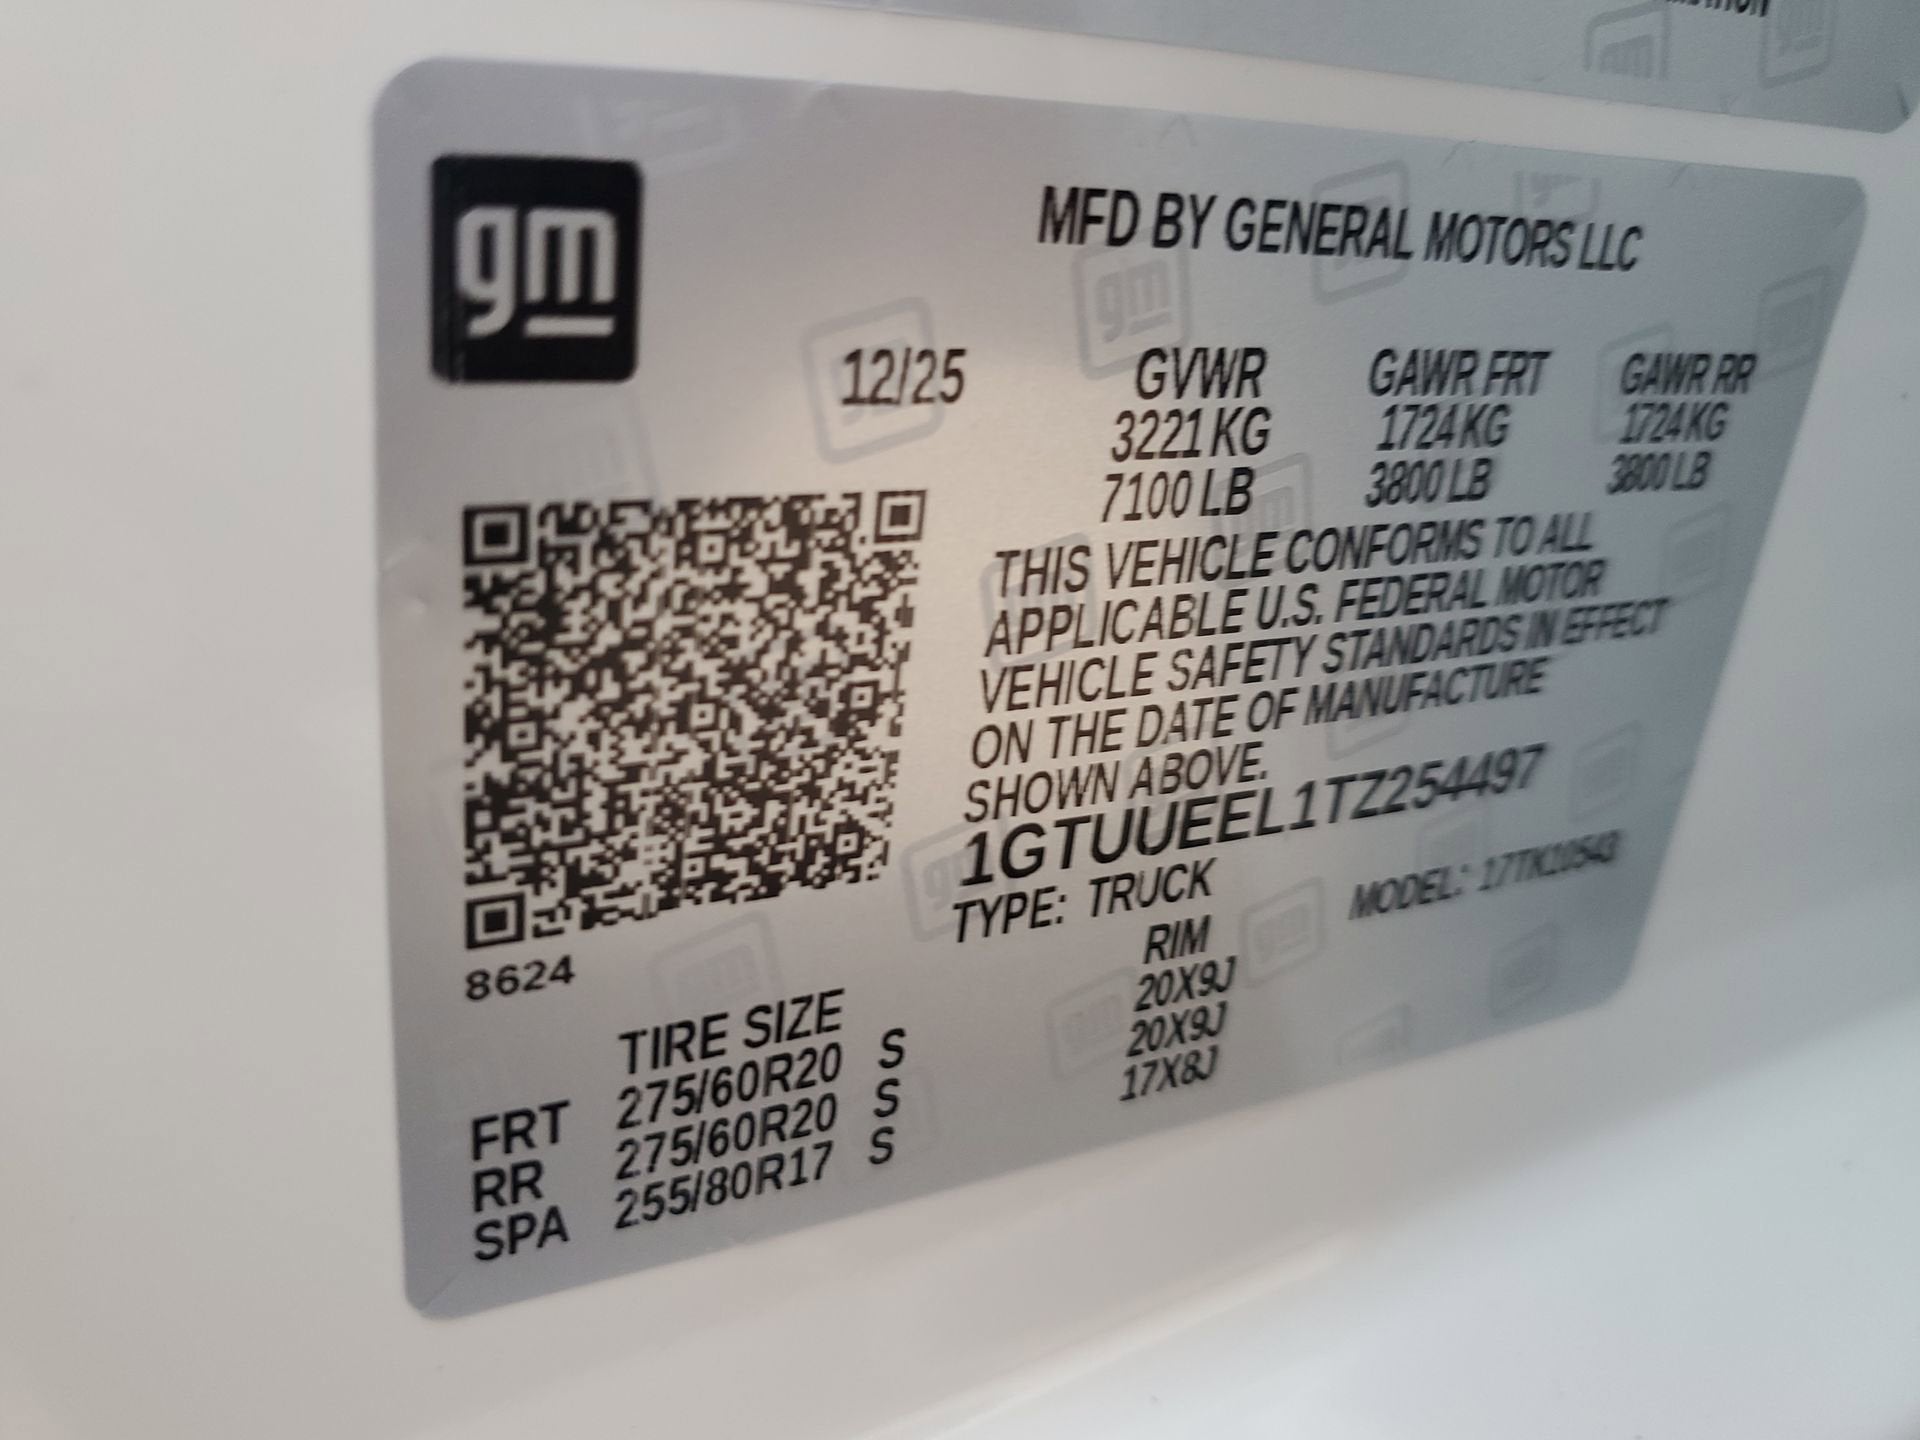 gm
MFD BY GENERAL MOTORS LLC
12/25 GVWR GAWR FRT GAWR RR
3221 KG 1724 KG 1724 KG
7100 LB 3800 LB 3800 LB
THIS VEHICLE CONFORMS TO ALL
APPLICABLE U.S. FEDERAL MOTOR
VEHICLE SAFETY STANDARDS IN EFFECT
ON THE DATE OF MANUFACTURE
SHOWN ABOVE.
1GTUUEEL1TZ254497
TYPE: TRUCK MODEL: 17TK10543
8624
TIRE SIZE RIM
FRT 275/60R20 S 20X9J
RR 275/60R20 S 20X9J
SPA 255/80R17 S 17X8J